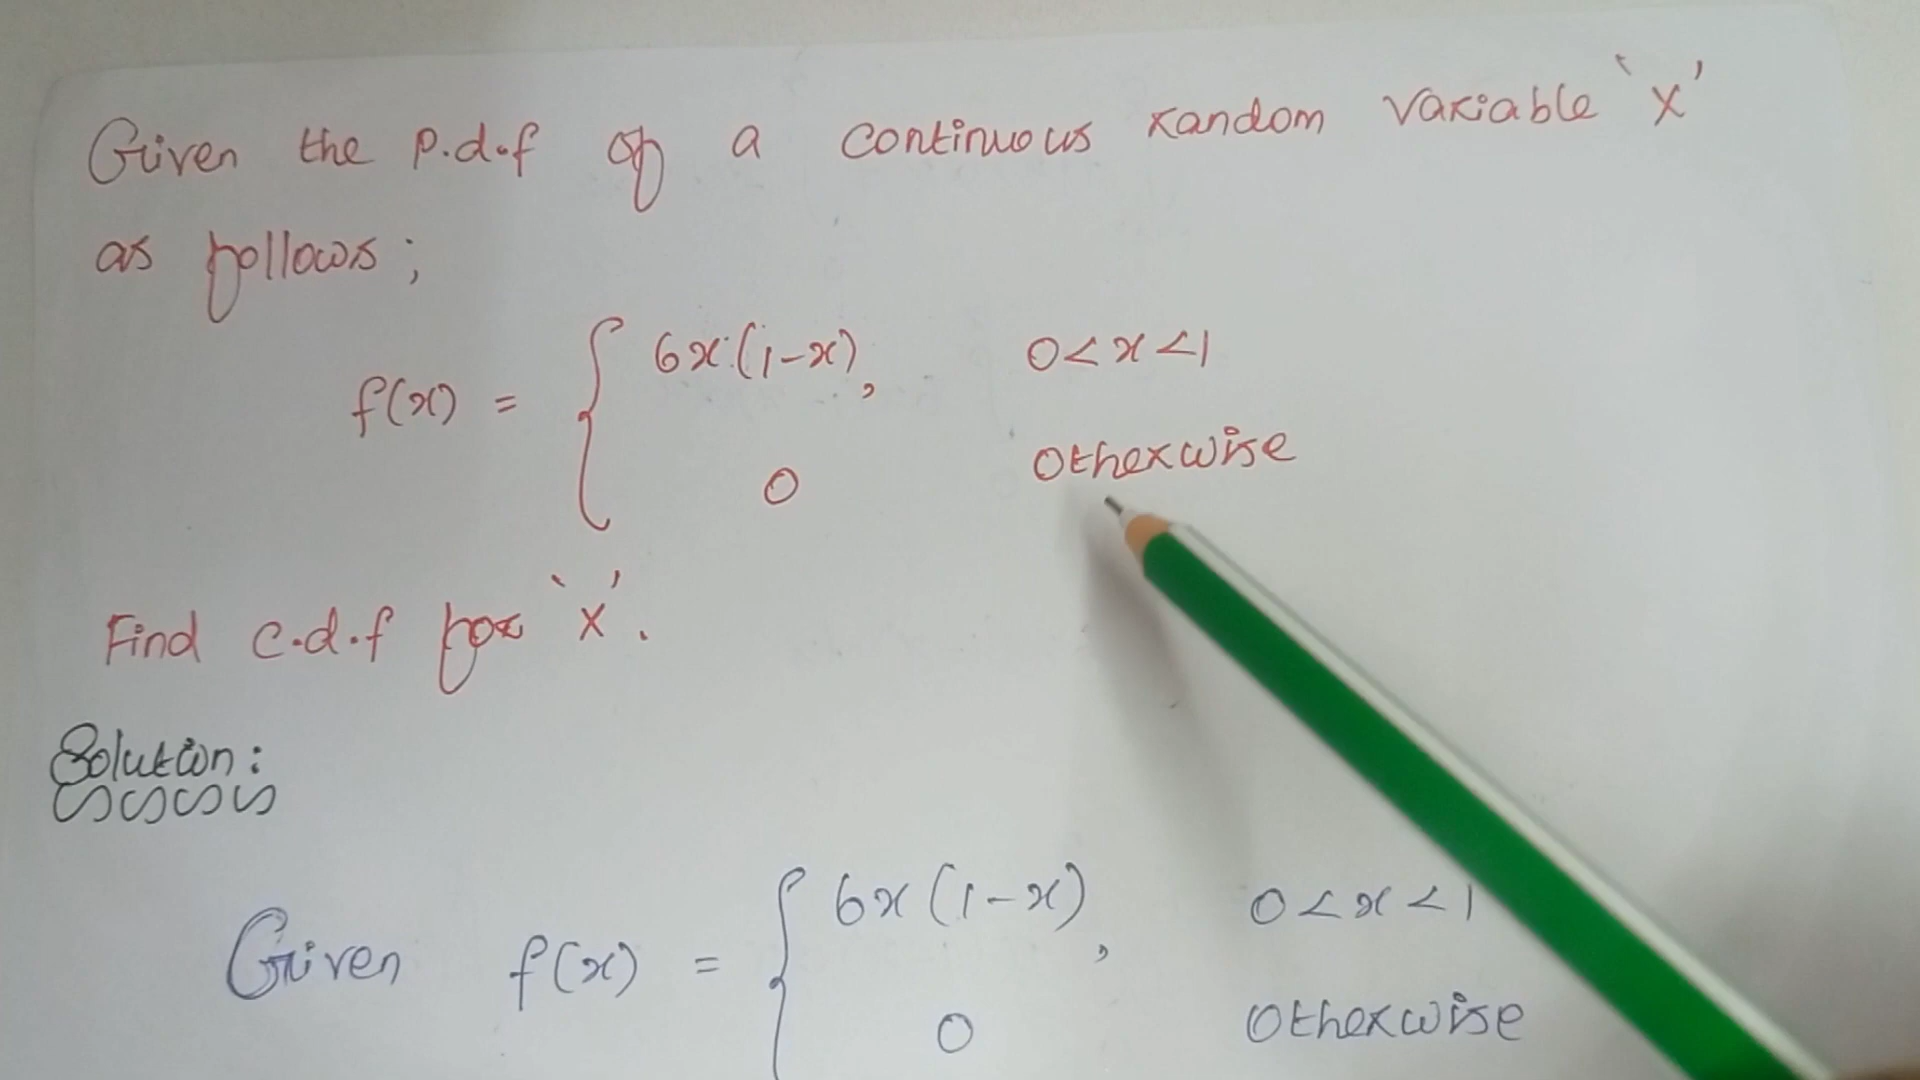 Given the p.d.f of a continuous random variable 'X'
as follows;
f(x) = { 6x(1-x), 0<x<1
0 otherwise
Find c.d.f for 'X'.
Solution:
Given f(x) = { 6x(1-x), 0<x<1
0 otherwise